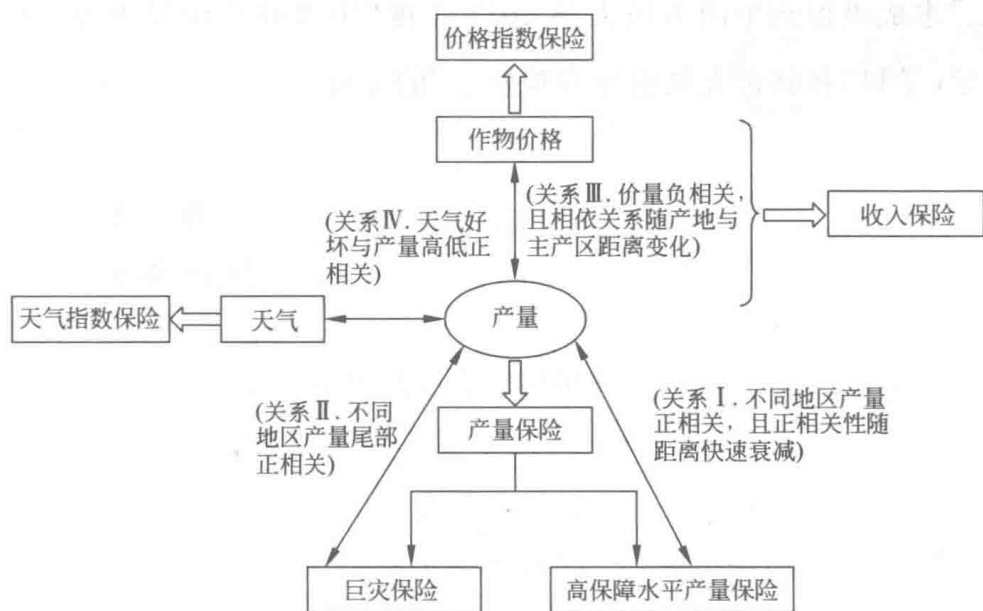 价格指数保险
作物价格
(关系Ⅲ.价量负相关,
且相依关系随产地与
主产区距离变化)
收入保险
(关系Ⅳ.天气好
坏与产量高低正
相关)
天气指数保险
天气
产量
(关系Ⅱ.不同
地区产量尾部
正相关)
产量保险
(关系Ⅰ.不同地区产量
正相关,且正相关性随
距离快速衰减)
巨灾保险
高保障水平产量保险